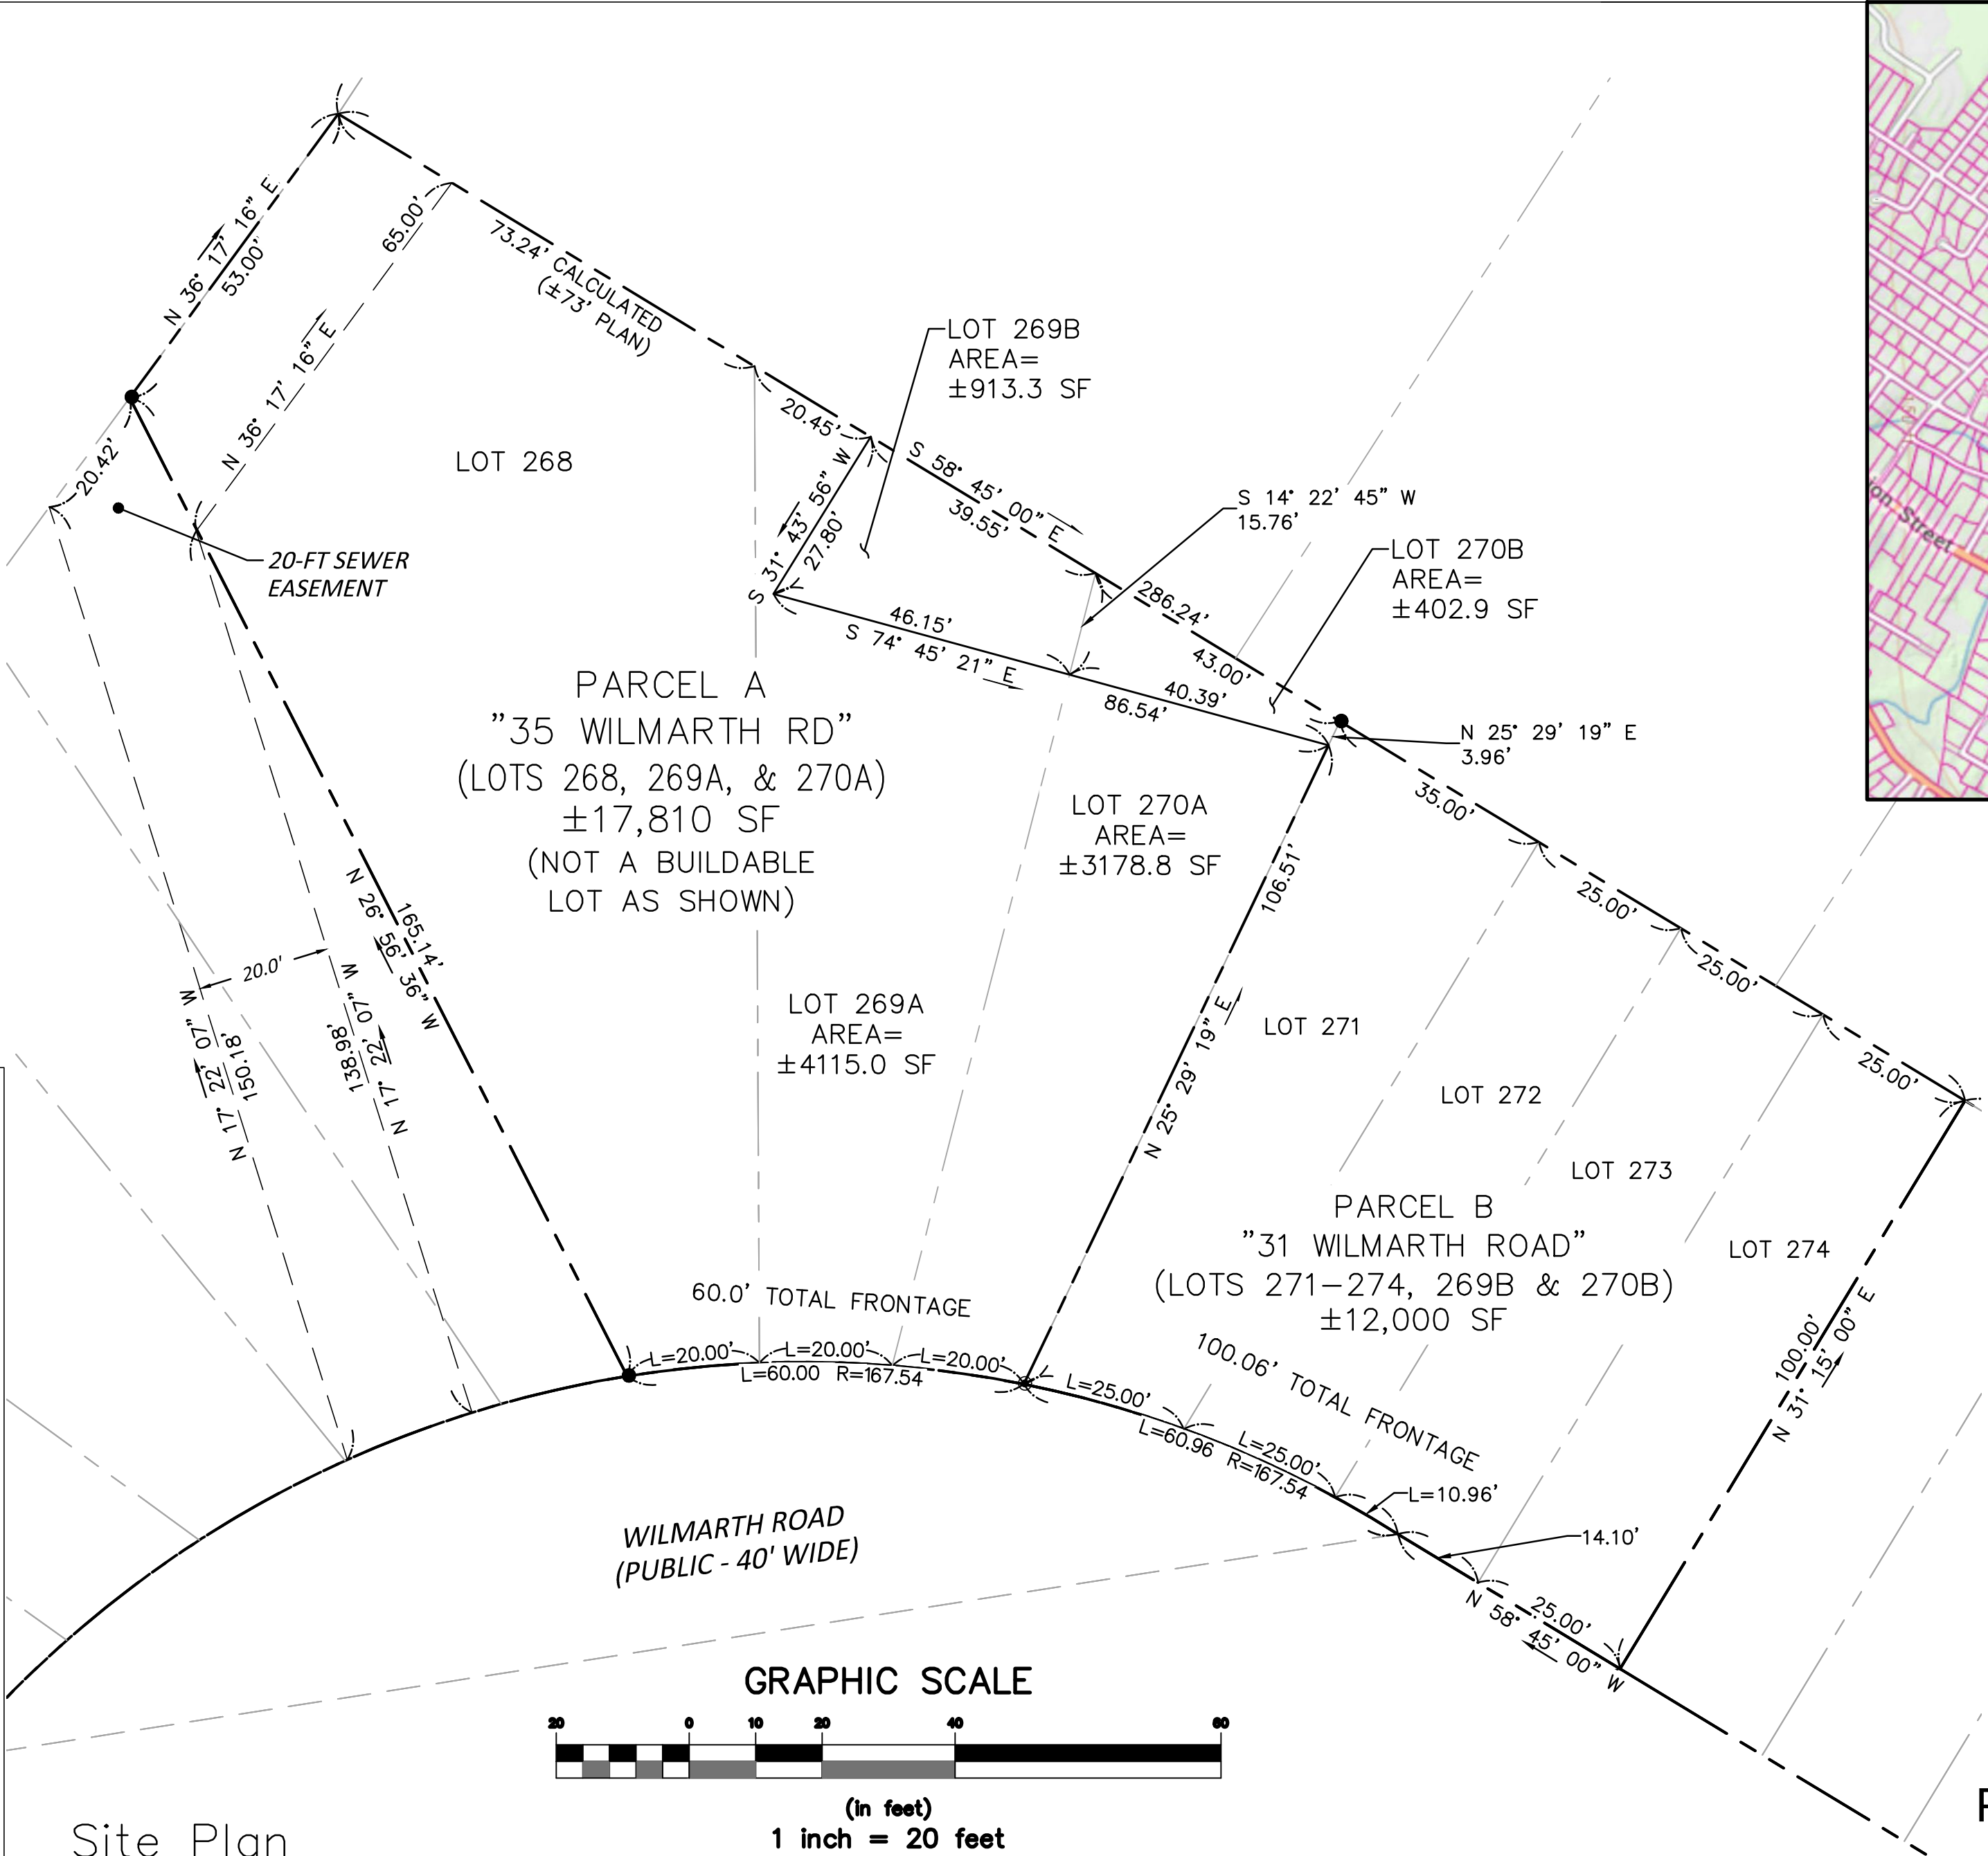 N 36° 17' 16" E
53.00'
65.00'
N 36° 17' 16" E
73.24' CALCULATED
(±73' PLAN)
20.42'
20-FT SEWER
EASEMENT
LOT 268
20.45'
S 31° 43' 56" W
27.80'
LOT 269B
AREA=
±913.3 SF
S 58° 45' 00" E
39.55'
286.24'
43.00'
S 14° 22' 45" W
15.76'
LOT 270B
AREA=
±402.9 SF
46.15'
S 74° 45' 21" E
40.39'
86.54'
N 25° 29' 19" E
3.96'
PARCEL A
"35 WILMARTH RD"
(LOTS 268, 269A, & 270A)
±17,810 SF
(NOT A BUILDABLE
LOT AS SHOWN)
LOT 270A
AREA=
±3178.8 SF
106.51'
N 25° 29' 19" E
35.00'
25.00'
25.00'
25.00'
165.14'
N 26° 56' 36" W
20.0'
N 17° 22' 07" W
150.18'
138.98'
N 17° 22' 07" W
LOT 269A
AREA=
±4115.0 SF
LOT 271
LOT 272
LOT 273
LOT 274
PARCEL B
"31 WILMARTH ROAD"
(LOTS 271-274, 269B & 270B)
±12,000 SF
100.00'
N 31° 15' 00" E
60.0' TOTAL FRONTAGE
L=20.00'
L=20.00'
L=20.00'
L=60.00 R=167.54
100.06' TOTAL FRONTAGE
L=25.00'
L=25.00'
L=60.96 R=167.54
L=10.96'
14.10'
25.00'
N 58° 45' 00" W
WILMARTH ROAD
(PUBLIC - 40' WIDE)
GRAPHIC SCALE
20 0 10 20 40 60
(in feet)
1 inch = 20 feet
Site Plan
ion Street